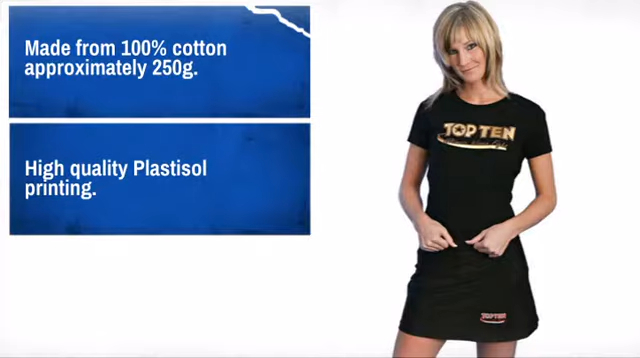 Made from 100% cotton
approximately 250g.
High quality Plastisol
printing.
TOP TEN
TOP TEN